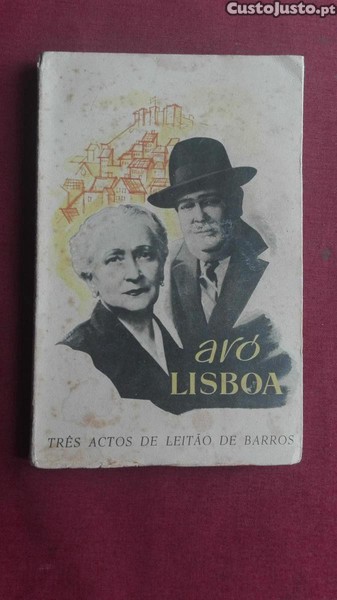 CustoJusto.pt
avó
LISBOA
TRÊS ACTOS DE LEITÃO DE BARROS